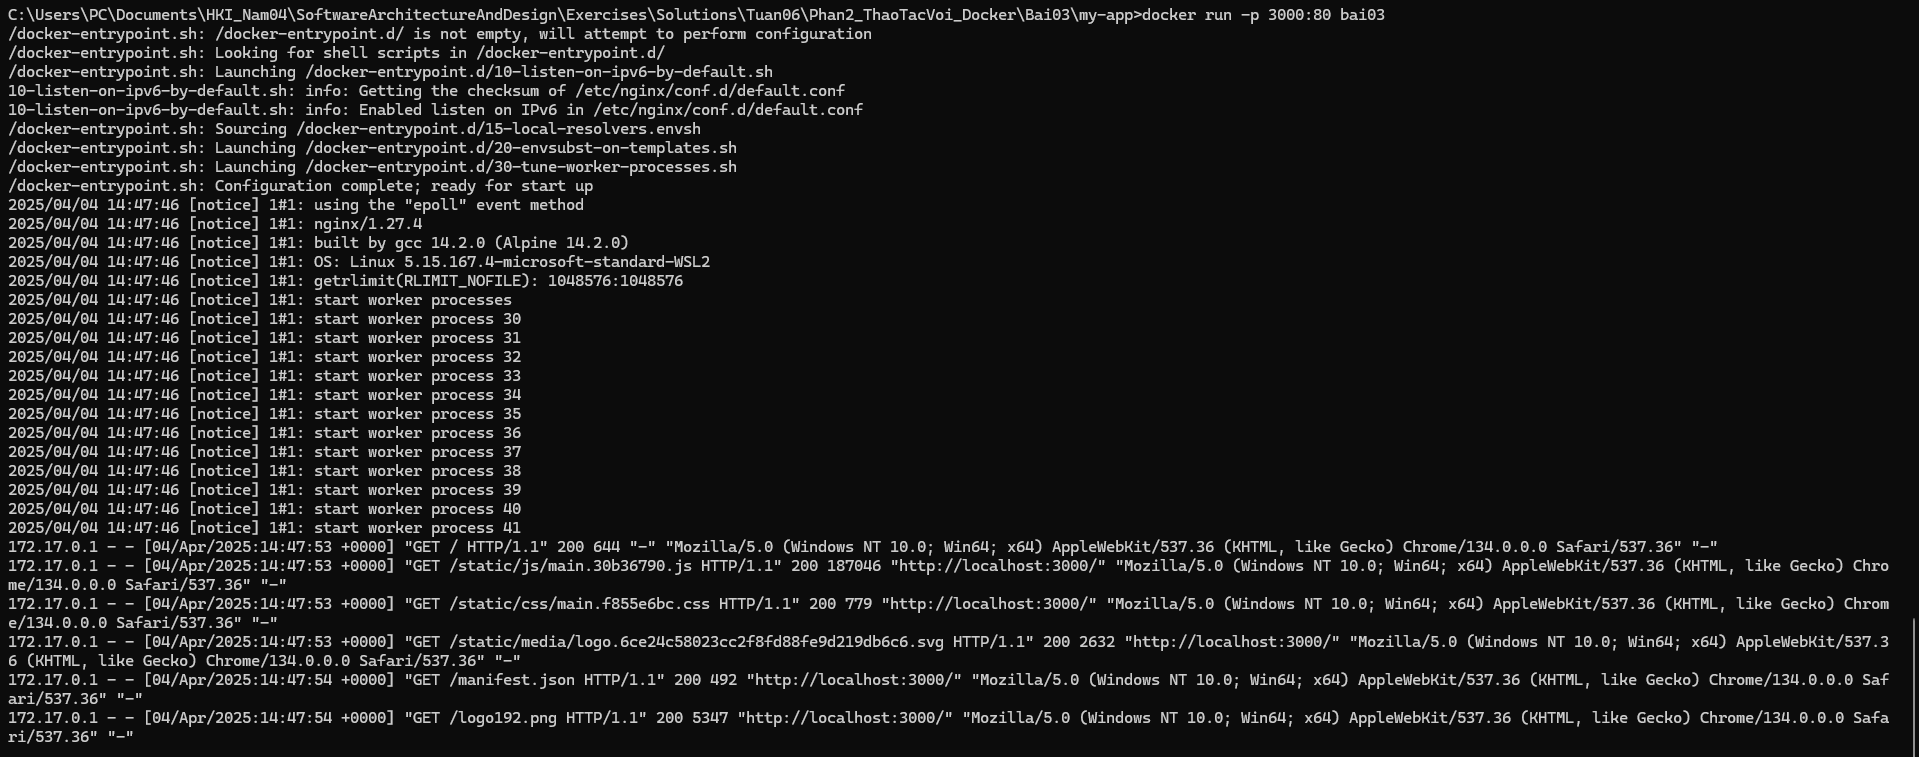 C:\Users\PC\Documents\HKI_Nam04\SoftwareArchitectureAndDesign\Exercises\Solutions\Tuan06\Phan2_ThaoTacVoi_Docker\Bai03\my-app>docker run -p 3000:80 bai03
/docker-entrypoint.sh: /docker-entrypoint.d/ is not empty, will attempt to perform configuration
/docker-entrypoint.sh: Looking for shell scripts in /docker-entrypoint.d/
/docker-entrypoint.sh: Launching /docker-entrypoint.d/10-listen-on-ipv6-by-default.sh
10-listen-on-ipv6-by-default.sh: info: Getting the checksum of /etc/nginx/conf.d/default.conf
10-listen-on-ipv6-by-default.sh: info: Enabled listen on IPv6 in /etc/nginx/conf.d/default.conf
/docker-entrypoint.sh: Sourcing /docker-entrypoint.d/15-local-resolvers.envsh
/docker-entrypoint.sh: Launching /docker-entrypoint.d/20-envsubst-on-templates.sh
/docker-entrypoint.sh: Launching /docker-entrypoint.d/30-tune-worker-processes.sh
/docker-entrypoint.sh: Configuration complete; ready for start up
2025/04/04 14:47:46 [notice] 1#1: using the "epoll" event method
2025/04/04 14:47:46 [notice] 1#1: nginx/1.27.4
2025/04/04 14:47:46 [notice] 1#1: built by gcc 14.2.0 (Alpine 14.2.0)
2025/04/04 14:47:46 [notice] 1#1: OS: Linux 5.15.167.4-microsoft-standard-WSL2
2025/04/04 14:47:46 [notice] 1#1: getrlimit(RLIMIT_NOFILE): 1048576:1048576
2025/04/04 14:47:46 [notice] 1#1: start worker processes
2025/04/04 14:47:46 [notice] 1#1: start worker process 30
2025/04/04 14:47:46 [notice] 1#1: start worker process 31
2025/04/04 14:47:46 [notice] 1#1: start worker process 32
2025/04/04 14:47:46 [notice] 1#1: start worker process 33
2025/04/04 14:47:46 [notice] 1#1: start worker process 34
2025/04/04 14:47:46 [notice] 1#1: start worker process 35
2025/04/04 14:47:46 [notice] 1#1: start worker process 36
2025/04/04 14:47:46 [notice] 1#1: start worker process 37
2025/04/04 14:47:46 [notice] 1#1: start worker process 38
2025/04/04 14:47:46 [notice] 1#1: start worker process 39
2025/04/04 14:47:46 [notice] 1#1: start worker process 40
2025/04/04 14:47:46 [notice] 1#1: start worker process 41
172.17.0.1 - - [04/Apr/2025:14:47:53 +0000] "GET / HTTP/1.1" 200 644 "-" "Mozilla/5.0 (Windows NT 10.0; Win64; x64) AppleWebKit/537.36 (KHTML, like Gecko) Chrome/134.0.0.0 Safari/537.36" "-"
172.17.0.1 - - [04/Apr/2025:14:47:53 +0000] "GET /static/js/main.30b36790.js HTTP/1.1" 200 187046 "http://localhost:3000/" "Mozilla/5.0 (Windows NT 10.0; Win64; x64) AppleWebKit/537.36 (KHTML, like Gecko) Chro
me/134.0.0.0 Safari/537.36" "-"
172.17.0.1 - - [04/Apr/2025:14:47:53 +0000] "GET /static/css/main.f855e6bc.css HTTP/1.1" 200 779 "http://localhost:3000/" "Mozilla/5.0 (Windows NT 10.0; Win64; x64) AppleWebKit/537.36 (KHTML, like Gecko) Chrom
e/134.0.0.0 Safari/537.36" "-"
172.17.0.1 - - [04/Apr/2025:14:47:53 +0000] "GET /static/media/logo.6ce24c58023cc2f8fd88fe9d219db6c6.svg HTTP/1.1" 200 2632 "http://localhost:3000/" "Mozilla/5.0 (Windows NT 10.0; Win64; x64) AppleWebKit/537.3
6 (KHTML, like Gecko) Chrome/134.0.0.0 Safari/537.36" "-"
172.17.0.1 - - [04/Apr/2025:14:47:54 +0000] "GET /manifest.json HTTP/1.1" 200 492 "http://localhost:3000/" "Mozilla/5.0 (Windows NT 10.0; Win64; x64) AppleWebKit/537.36 (KHTML, like Gecko) Chrome/134.0.0.0 Saf
ari/537.36" "-"
172.17.0.1 - - [04/Apr/2025:14:47:54 +0000] "GET /logo192.png HTTP/1.1" 200 5347 "http://localhost:3000/" "Mozilla/5.0 (Windows NT 10.0; Win64; x64) AppleWebKit/537.36 (KHTML, like Gecko) Chrome/134.0.0.0 Safa
ri/537.36" "-"